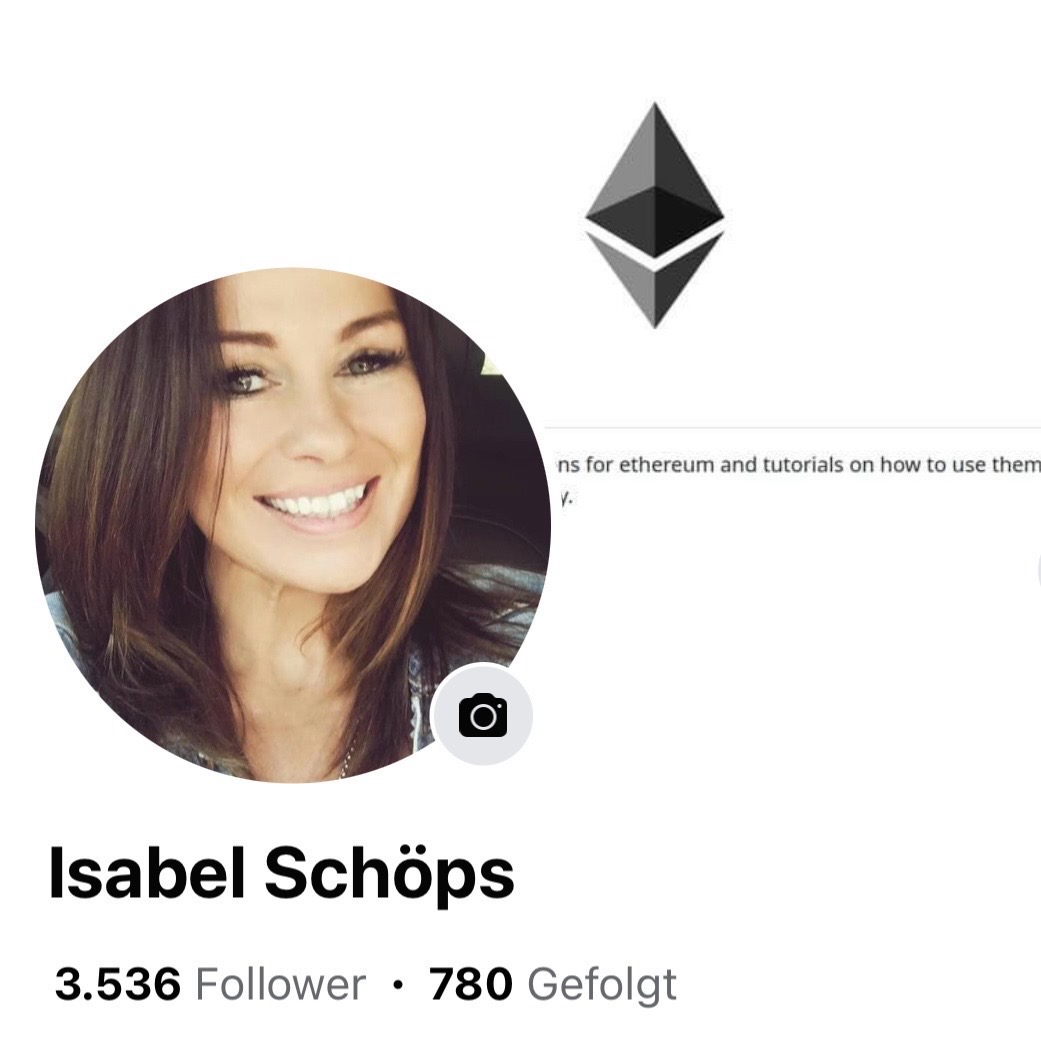 ns for ethereum and tutorials on how to use them
y.
Isabel Schöps
3.536 Follower · 780 Gefolgt